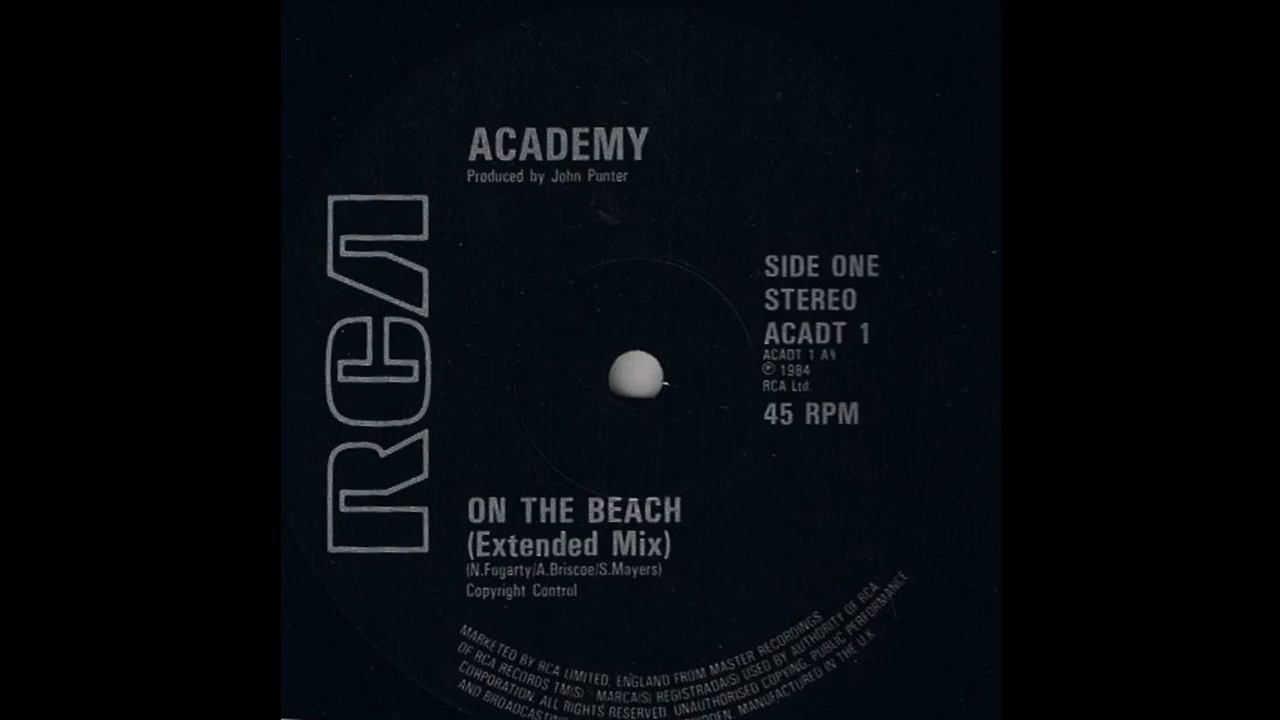 RCA
ACADEMY
Produced by John Punter
SIDE ONE
STEREO
ACADT 1
ACADT 1 A§
℗ 1984
RCA Ltd.
45 RPM
ON THE BEACH
(Extended Mix)
(N.Fogarty/A.Briscoe/S.Mayers)
Copyright Control
MARKETED BY RCA LIMITED, ENGLAND FROM MASTER RECORDINGS
OF RCA RECORDS TM(S) MARCA(S) REGISTRADA(S) USED BY AUTHORITY OF RCA
CORPORATION. ALL RIGHTS RESERVED. UNAUTHORISED COPYING, PUBLIC PERFORMANCE
AND BROADCASTING MANUFACTURED IN THE U.K